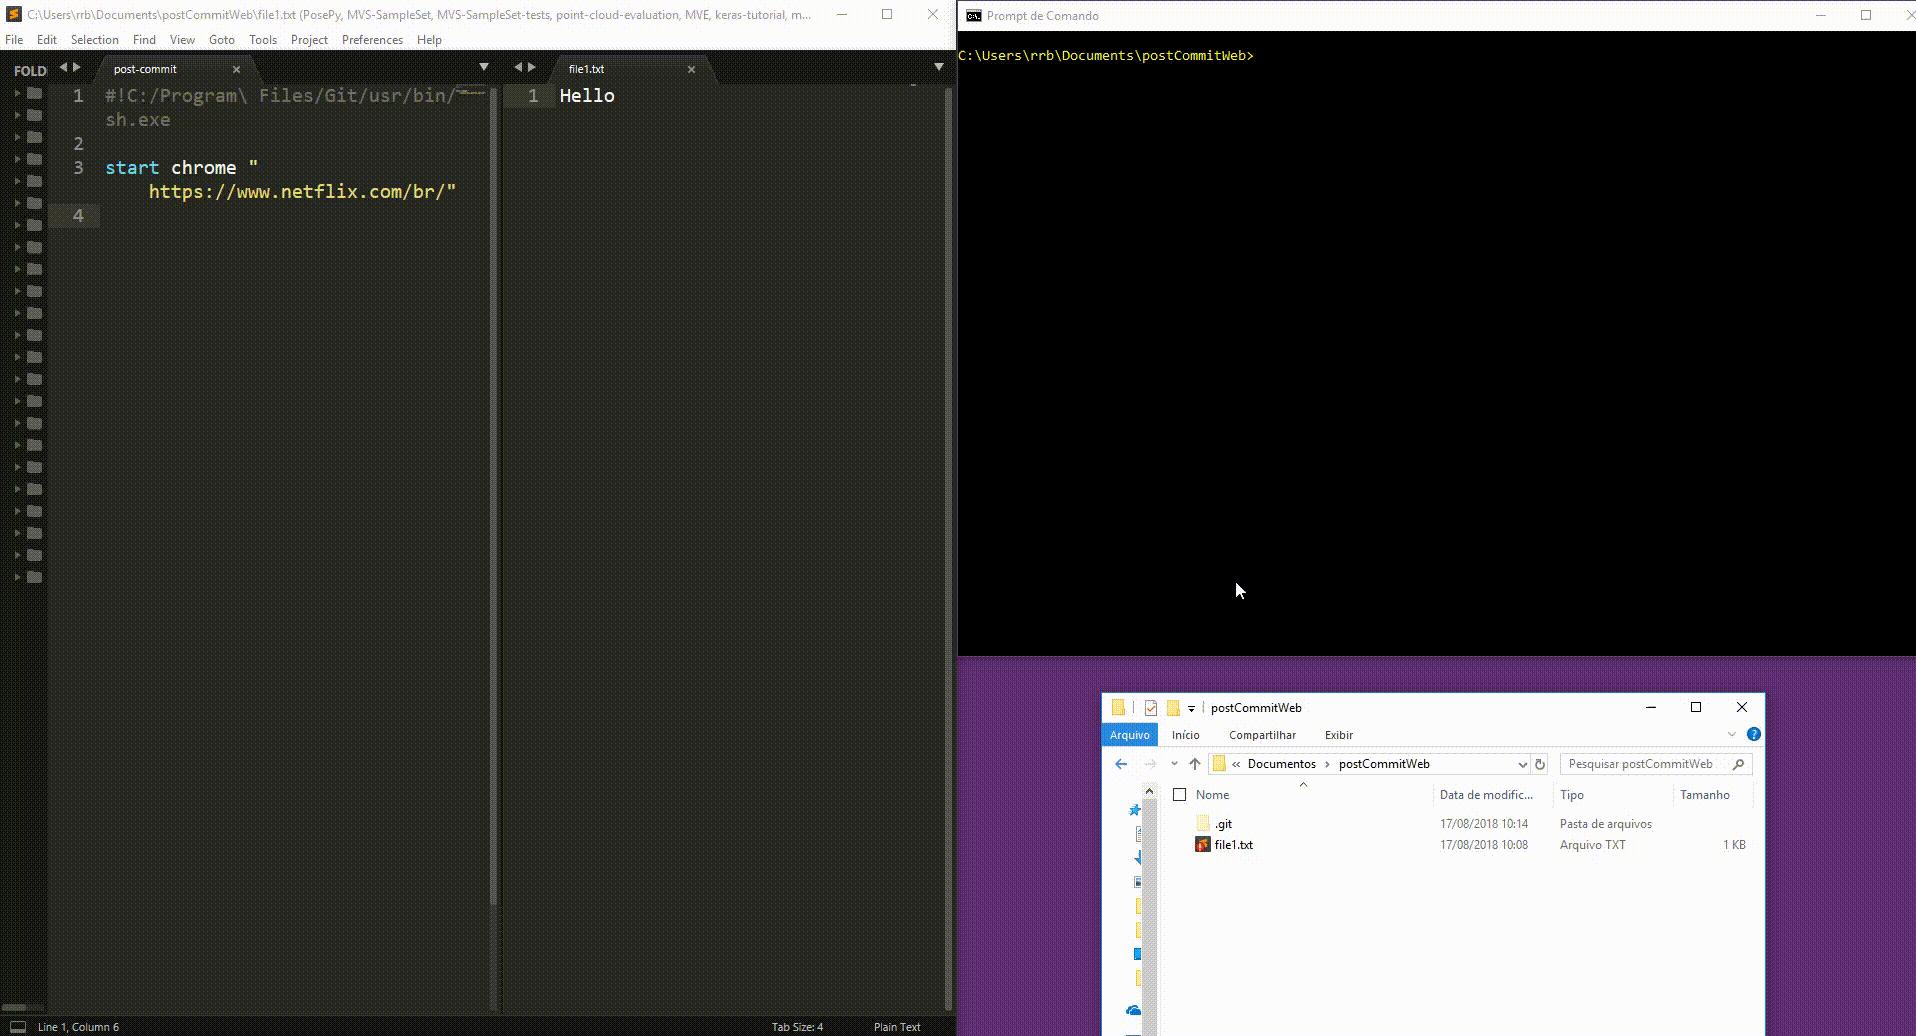 C:\Users\rrb\Documents\postCommitWeb\file1.txt (PosePy, MVS-SampleSet, MVS-SampleSet-tests, point-cloud-evaluation, MVE, keras-tutorial, m...
File Edit Selection Find View Goto Tools Project Preferences Help
FOLD
post-commit
1 #!C:/Program\ Files/Git/usr/bin/
sh.exe
2
3 start chrome "
https://www.netflix.com/br/"
4
file1.txt
1 Hello
Line 1, Column 6
Tab Size: 4
Plain Text
Prompt de Comando
C:\Users\rrb\Documents\postCommitWeb>
postCommitWeb
Arquivo Início Compartilhar Exibir
« Documentos › postCommitWeb
Pesquisar postCommitWeb
Nome Data de modific... Tipo Tamanho
.git 17/08/2018 10:14 Pasta de arquivos
file1.txt 17/08/2018 10:08 Arquivo TXT 1 KB